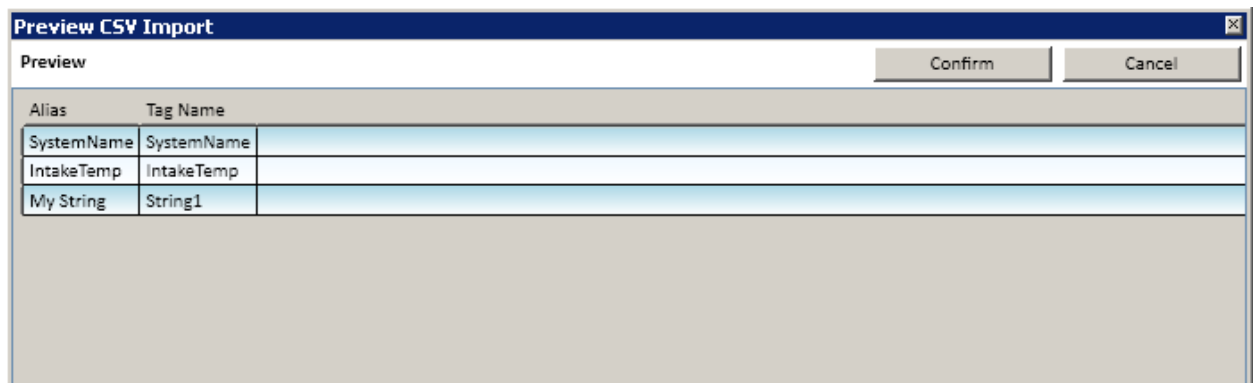 Preview CSV Import
Preview Confirm Cancel
Alias Tag Name
SystemName SystemName
IntakeTemp IntakeTemp
My String String1